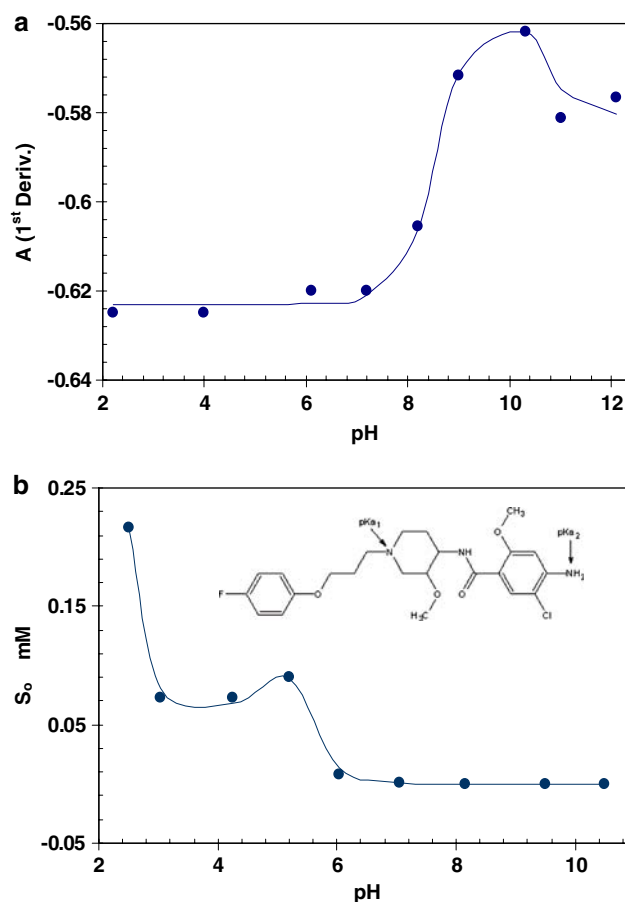 a
-0.56
-0.58
-0.6
-0.62
-0.64
A (1st Deriv.)
2 4 6 8 10 12
pH
b
0.25
0.15
0.05
-0.05
So mM
pKa1
pKa2
CH3
O
N
NH
NH2
F
O
O
O
Cl
H3C
2 4 6 8 10
pH